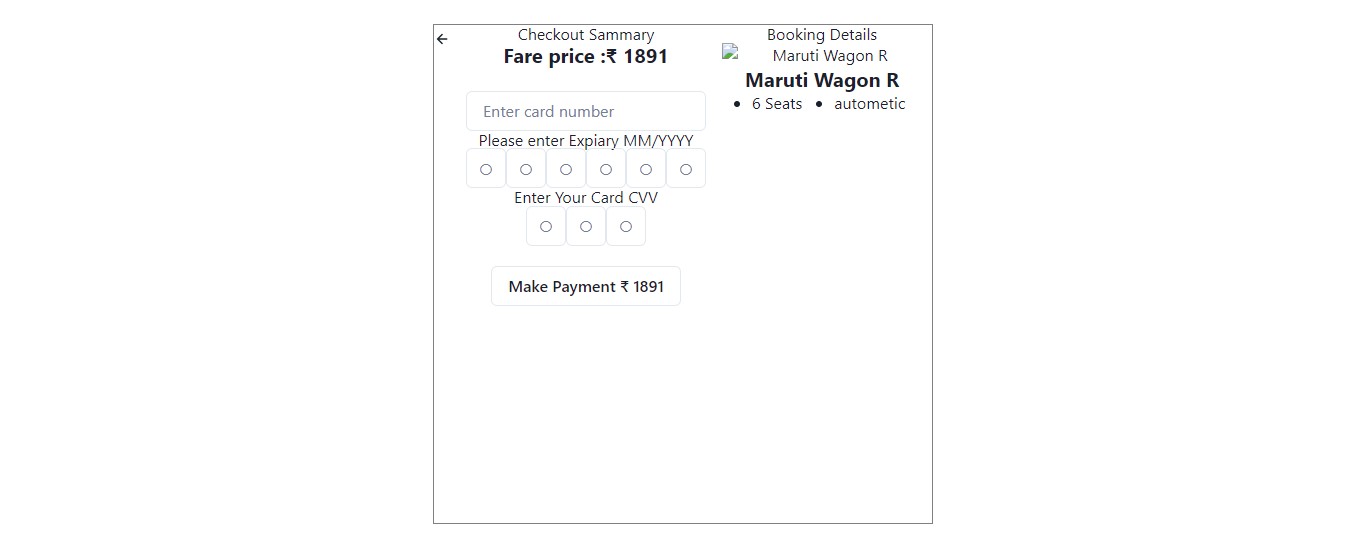 Checkout Sammary
Fare price :₹ 1891
Enter card number
Please enter Expiary MM/YYYY
Enter Your Card CVV
Make Payment ₹ 1891
Booking Details
Maruti Wagon R
Maruti Wagon R
• 6 Seats • autometic